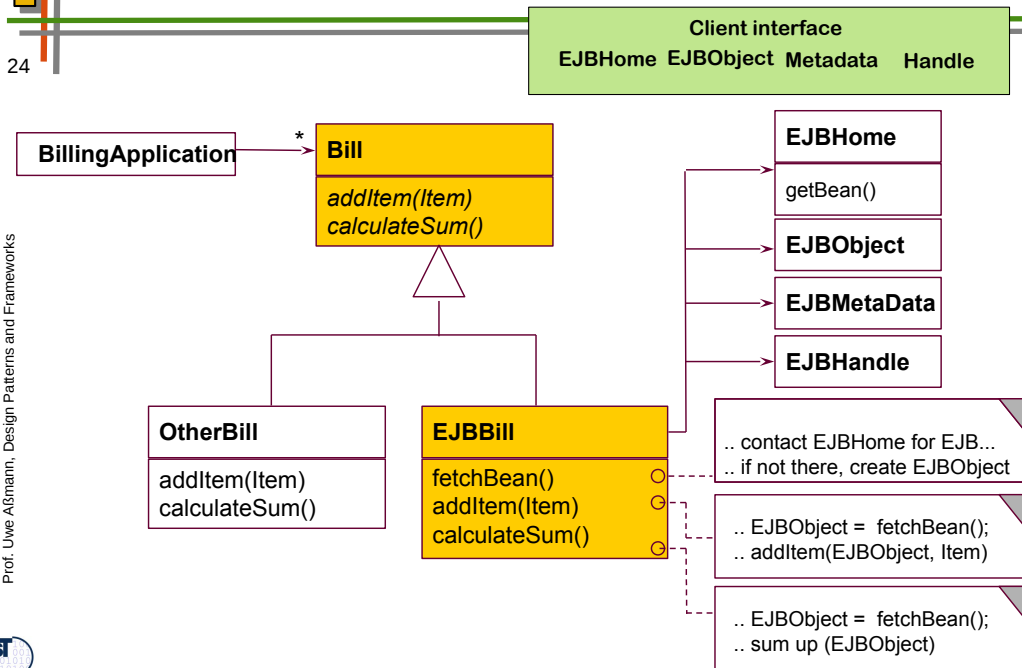 Client interface
EJBHome EJBObject Metadata Handle
24
BillingApplication
*
Bill
addItem(Item)
calculateSum()
EJBHome
getBean()
EJBObject
EJBMetaData
EJBHandle
OtherBill
addItem(Item)
calculateSum()
EJBBill
fetchBean()
addItem(Item)
calculateSum()
.. contact EJBHome for EJB...
.. if not there, create EJBObject
.. EJBObject = fetchBean();
.. addItem(EJBObject, Item)
.. EJBObject = fetchBean();
.. sum up (EJBObject)
Prof. Uwe Aßmann, Design Patterns and Frameworks